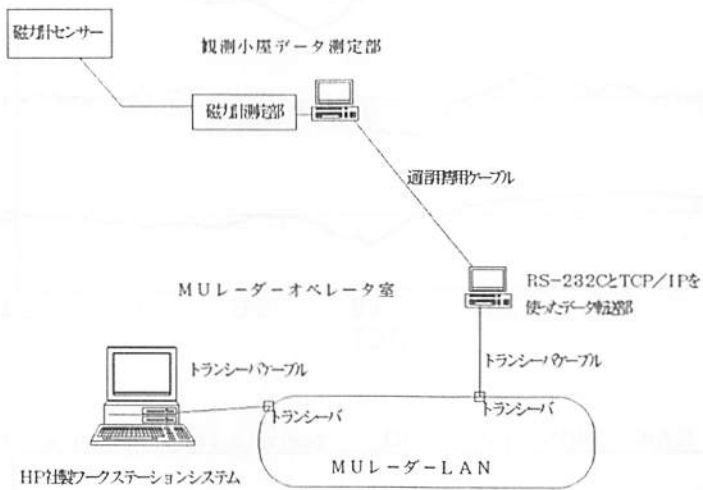 磁力計センサー
観測小屋データ測定部
磁力計測定部
通信専用ケーブル
MUレーダーオペレータ室
RS-232CとTCP/IPを
使ったデータ転送部
トランシーバケーブル
トランシーバケーブル
トランシーバ
トランシーバ
MUレーダーLAN
HP社製ワークステーションシステム